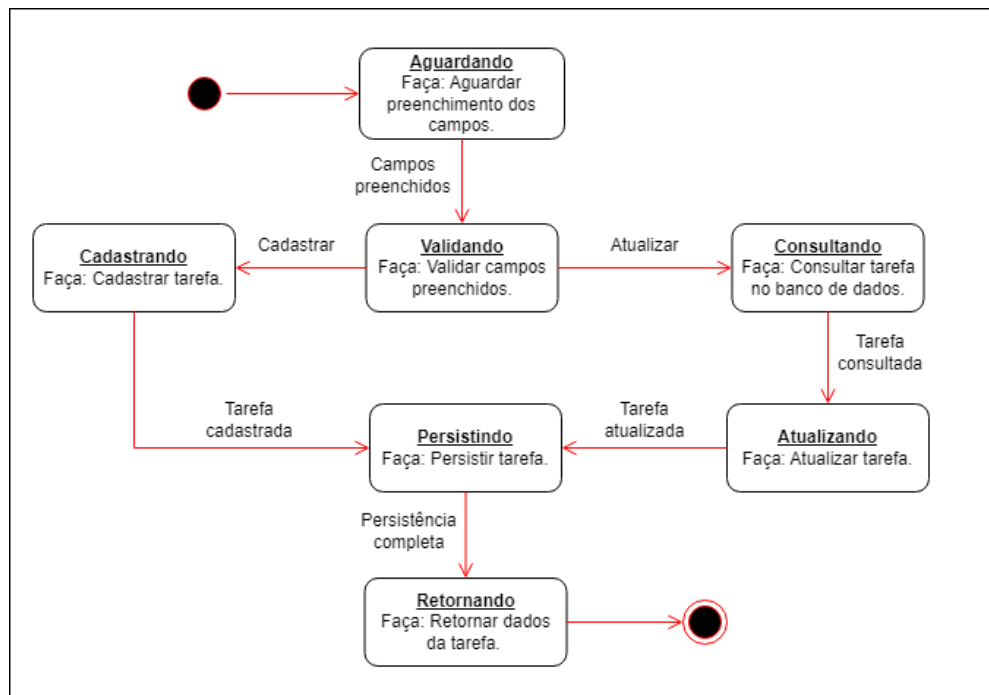 Aguardando
Faça: Aguardar
preenchimento dos
campos.
Campos
preenchidos
Cadastrando
Faça: Cadastrar tarefa.
Cadastrar
Validando
Faça: Validar campos
preenchidos.
Atualizar
Consultando
Faça: Consultar tarefa
no banco de dados.
Tarefa
consultada
Tarefa
cadastrada
Persistindo
Faça: Persistir tarefa.
Tarefa
atualizada
Atualizando
Faça: Atualizar tarefa.
Persistência
completa
Retornando
Faça: Retornar dados
da tarefa.